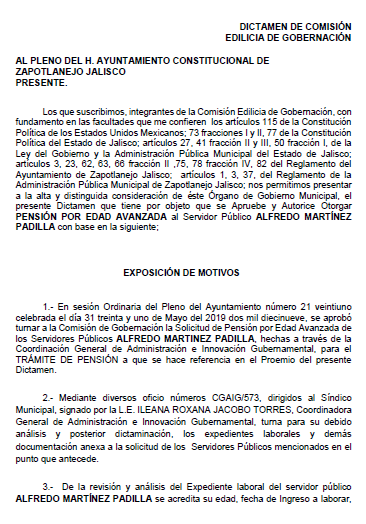 DICTAMEN DE COMISIÓN
EDILICIA DE GOBERNACIÓN
AL PLENO DEL H. AYUNTAMIENTO CONSTITUCIONAL DE
ZAPOTLANEJO JALISCO
PRESENTE.
Los que suscribimos, integrantes de la Comisión Edilicia de Gobernación, con
fundamento en las facultades que me confieren los artículos 115 de la Constitución
Política de los Estados Unidos Mexicanos; 73 fracciones I y II, 77 de la Constitución
Política del Estado de Jalisco; artículos 27, 41 fracción II y III, 50 fracción I, de la
Ley del Gobierno y la Administración Pública Municipal del Estado de Jalisco;
artículos 3, 23, 62, 63, 66 fracción II ,75, 78 fracción IV, 82 del Reglamento del
Ayuntamiento de Zapotlanejo Jalisco; artículos 1, 3, 37, del Reglamento de la
Administración Pública Municipal de Zapotlanejo Jalisco; nos permitimos presentar
a la alta y distinguida consideración de éste Órgano de Gobierno Municipal, el
presente Dictamen que tiene por objeto que se Apruebe y Autorice Otorgar
PENSIÓN POR EDAD AVANZADA al Servidor Público ALFREDO MARTÍNEZ
PADILLA con base en la siguiente;
EXPOSICIÓN DE MOTIVOS
1.- En sesión Ordinaria del Pleno del Ayuntamiento número 21 veintiuno
celebrada el día 31 treinta y uno de Mayo del 2019 dos mil diecinueve, se aprobó
turnar a la Comisión de Gobernación la Solicitud de Pensión por Edad Avanzada de
los Servidores Públicos ALFREDO MARTINEZ PADILLA, hechas a través de la
Coordinación General de Administración e Innovación Gubernamental, para el
TRÁMITE DE PENSIÓN a que se hace referencia en el Proemio del presente
Dictamen.
2.- Mediante diversos oficio números CGAIG/573, dirigidos al Síndico
Municipal, signado por la L.E. ILEANA ROXANA JACOBO TORRES, Coordinadora
General de Administración e Innovación Gubernamental, turna para su debido
análisis y posterior dictaminación, los expedientes laborales y demás
documentación anexa a la solicitud de los Servidores Públicos mencionados en el
punto que antecede.
3.- De la revisión y análisis del Expediente laboral del servidor público
ALFREDO MARTÍNEZ PADILLA se acredita su edad, fecha de Ingreso a laborar,